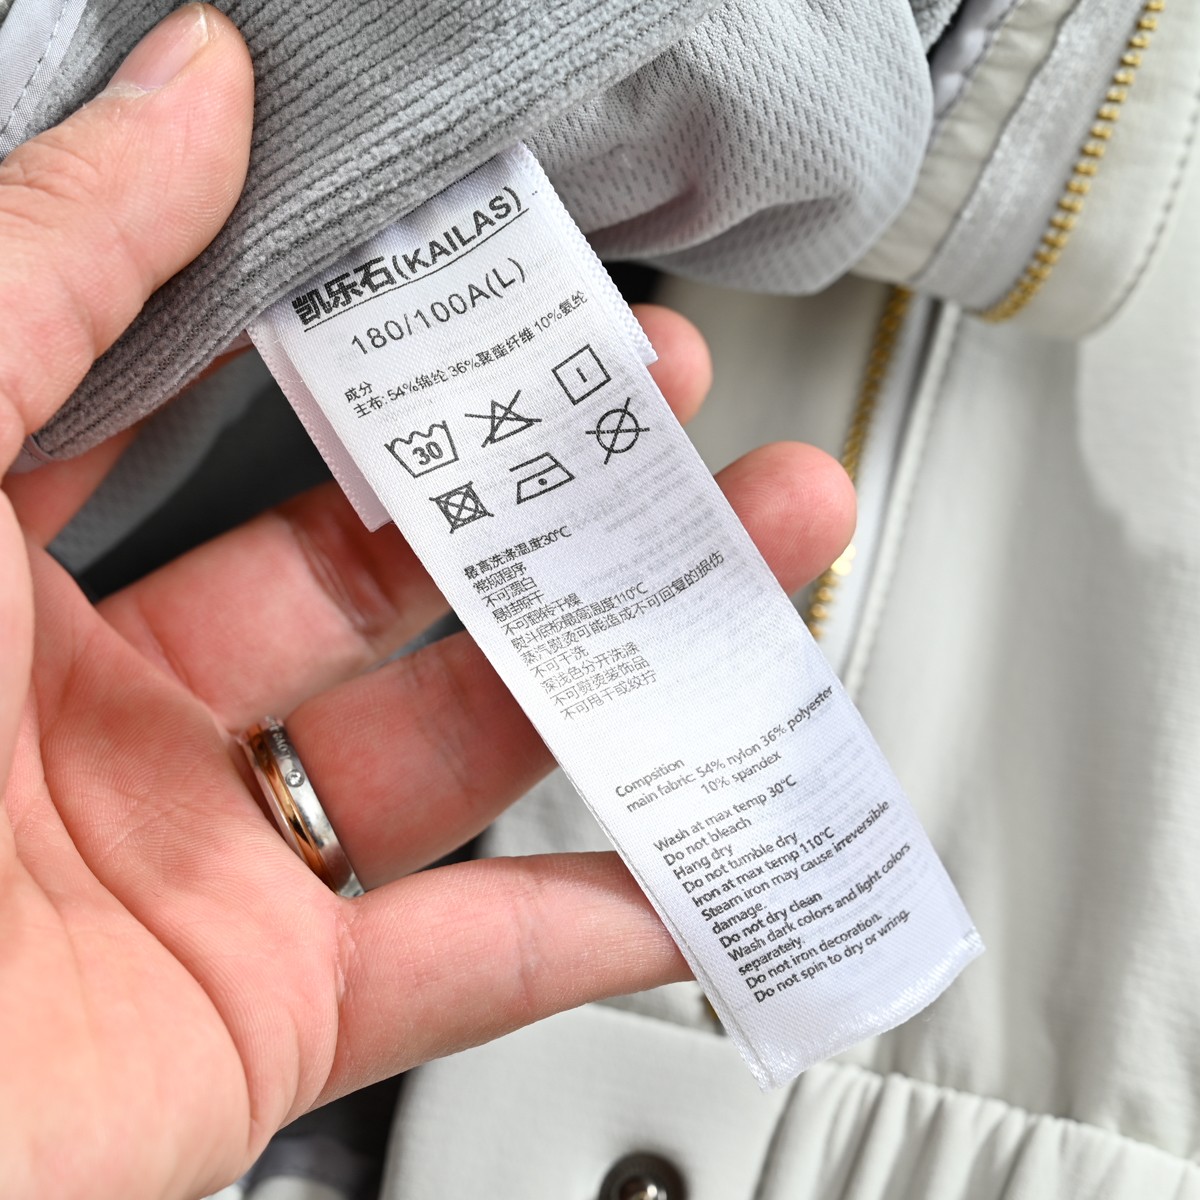 凯乐石(KAILAS)
180/100A(L)
成分
主布: 54%锦纶 36%聚酯纤维 10%氨纶
30
最高洗涤温度30℃
常规程序
不可漂白
悬挂晾干
不可翻转干燥
熨斗底板最高温度110℃
蒸汽熨烫可能造成不可回复的损伤
不可干洗
深浅色分开洗涤
不可熨烫装饰品
不可甩干或绞拧
Compsition
main fabric: 54% nylon 36% polyester
10% spandex
Wash at max temp 30℃
Do not bleach
Hang dry
Do not tumble dry
Iron at max temp 110℃
Steam iron may cause irreversible
damage.
Do not dry clean
Wash dark colors and light colors
separately.
Do not iron decoration.
Do not spin to dry or wring.